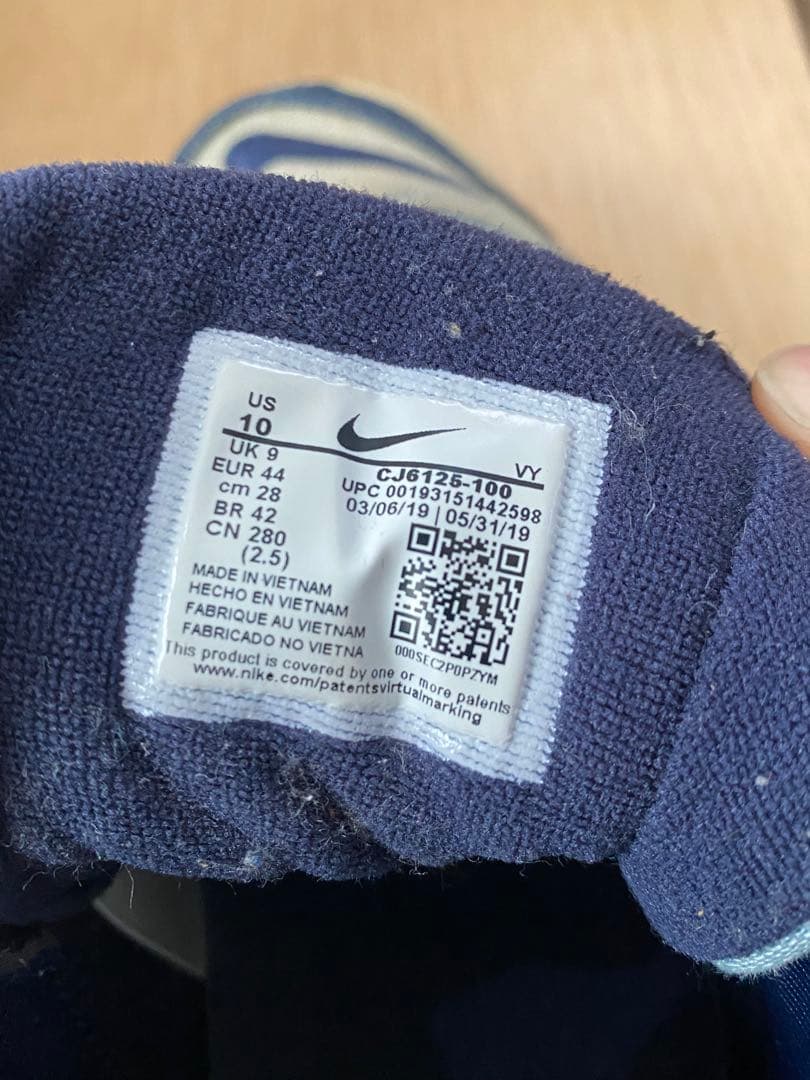 US
10
VY
UK 9
EUR 44
cm 28
BR 42
CN 280
(2.5)
CJ6125-100
UPC 00193151442598
03/06/19 | 05/31/19
MADE IN VIETNAM
HECHO EN VIETNAM
FABRIQUE AU VIETNAM
FABRICADO NO VIETNA
000SEC2P0PZYM
This product is covered by one or more patents
www.nike.com/patentsvirtualmarking